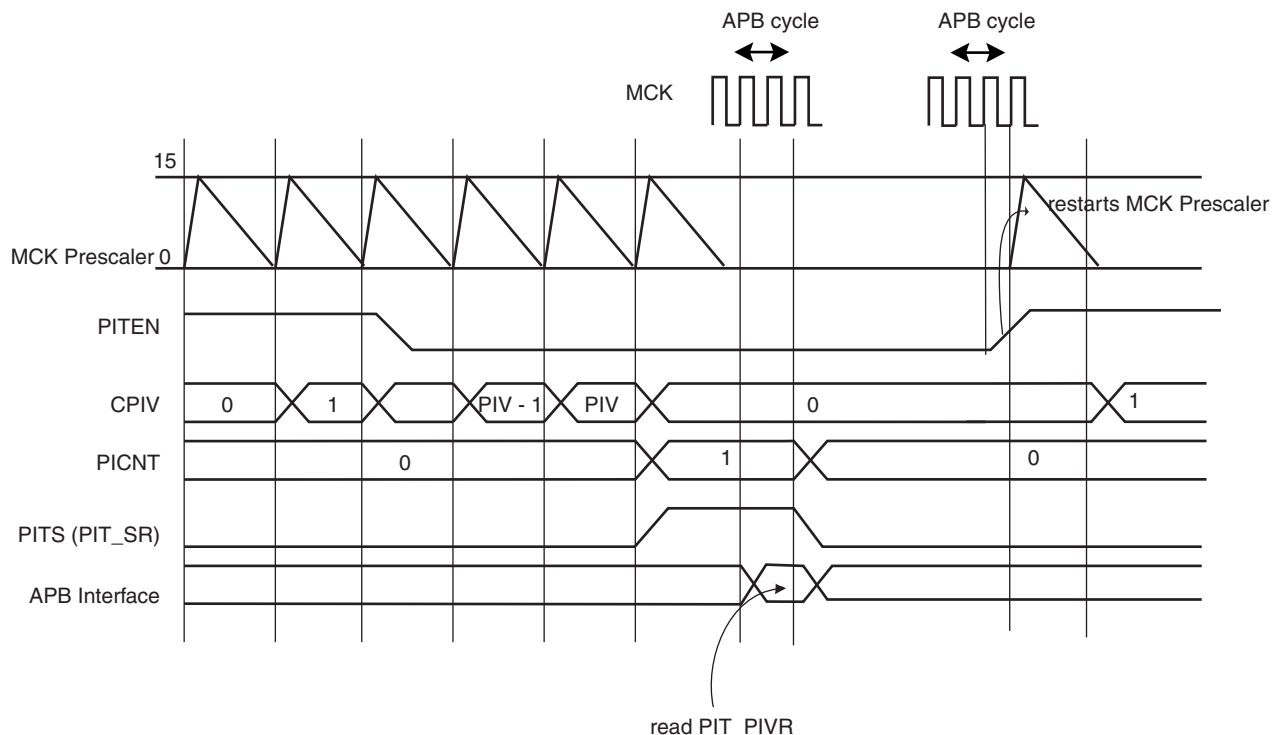 APB cycle
APB cycle
MCK
15
restarts MCK Prescaler
MCK Prescaler 0
PITEN
CPIV
0
1
PIV - 1
PIV
0
1
PICNT
0
1
0
PITS (PIT_SR)
APB Interface
read PIT_PIVR